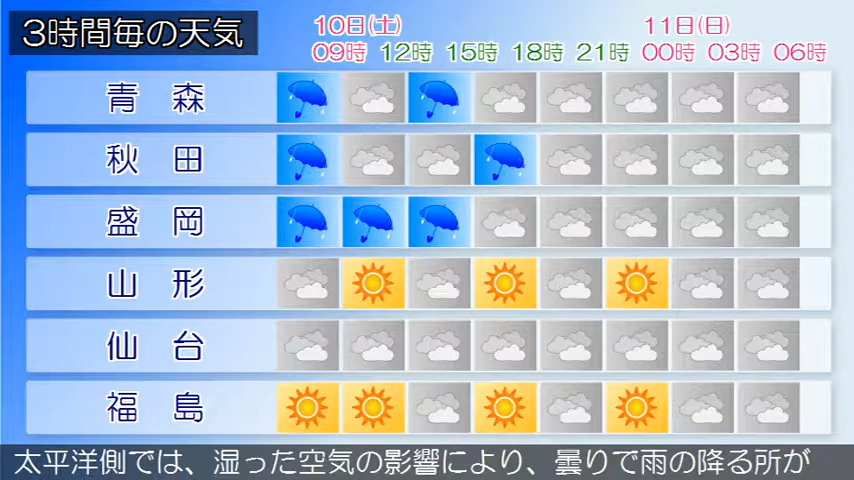 3時間毎の天気
10日(土) 11日(日)
09時 12時 15時 18時 21時 00時 03時 06時
青森
秋田
盛岡
山形
仙台
福島
太平洋側では、湿った空気の影響により、曇りで雨の降る所が